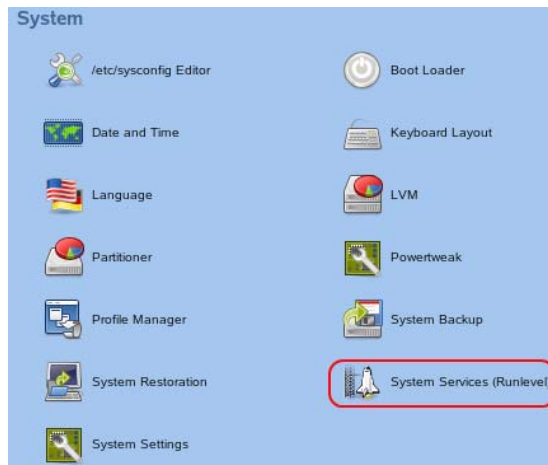 System
/etc/sysconfig Editor
Boot Loader
Date and Time
Keyboard Layout
Language
LVM
Partitioner
Powertweak
Profile Manager
System Backup
System Restoration
System Services (Runlevel
System Settings